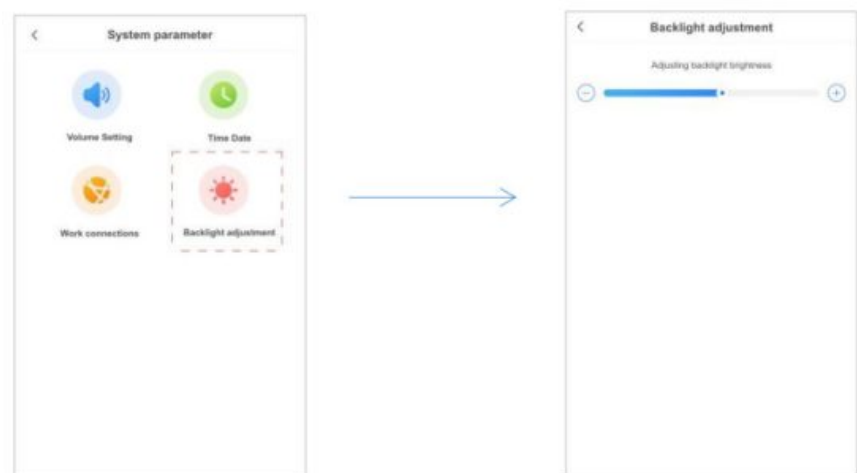 System parameter
Volume Setting
Time Date
Work connections
Backlight adjustment
Backlight adjustment
Adjusting backlight brightness